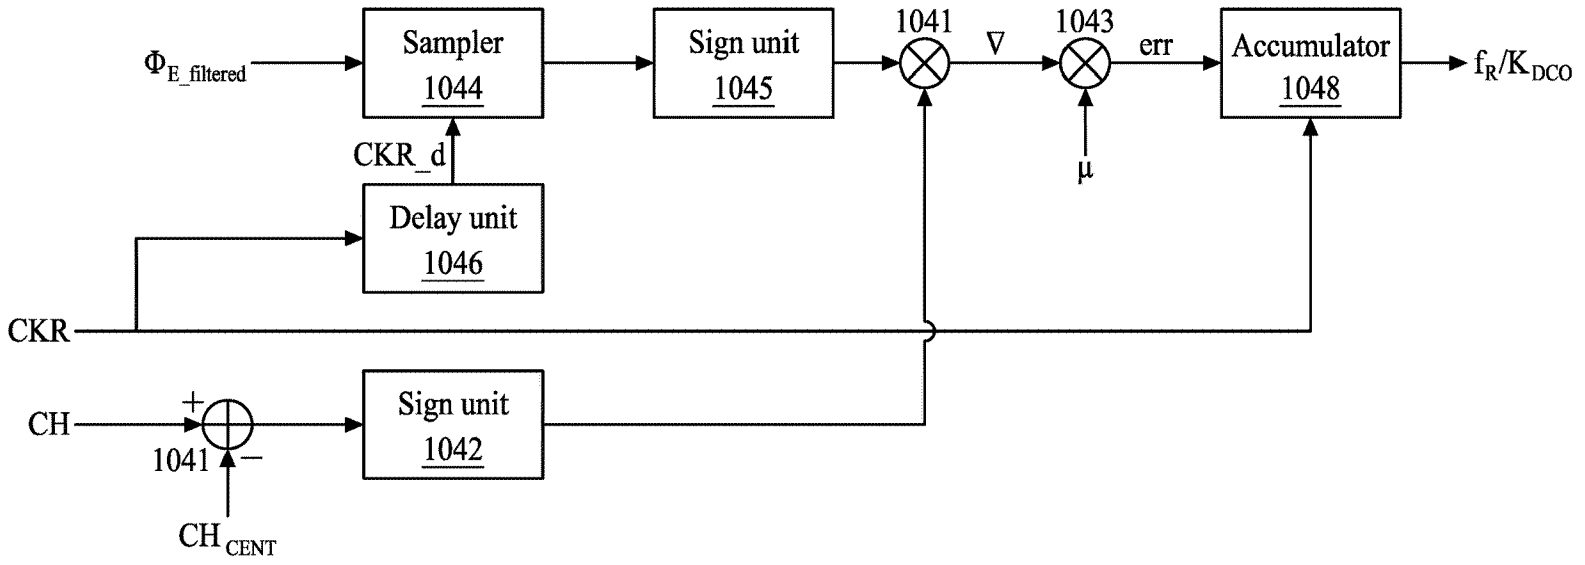 1041
1043
Φ_E_filtered
Sampler
1044
Sign unit
1045
∇
err
Accumulator
1048
f_R/K_DCO
CKR_d
μ
Delay unit
1046
CKR
+
CH
1041
−
Sign unit
1042
CH_CENT